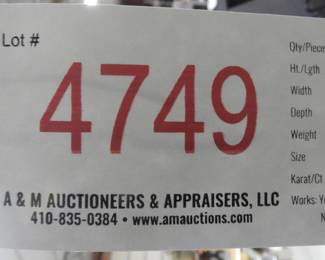 Lot #
4749
A & M AUCTIONEERS & APPRAISERS, LLC
410-835-0384 • www.amauctions.com
Qty/Piece
Ht./Lgth
Width
Depth
Weight
Size
Karat/Ct
Works: Y
N